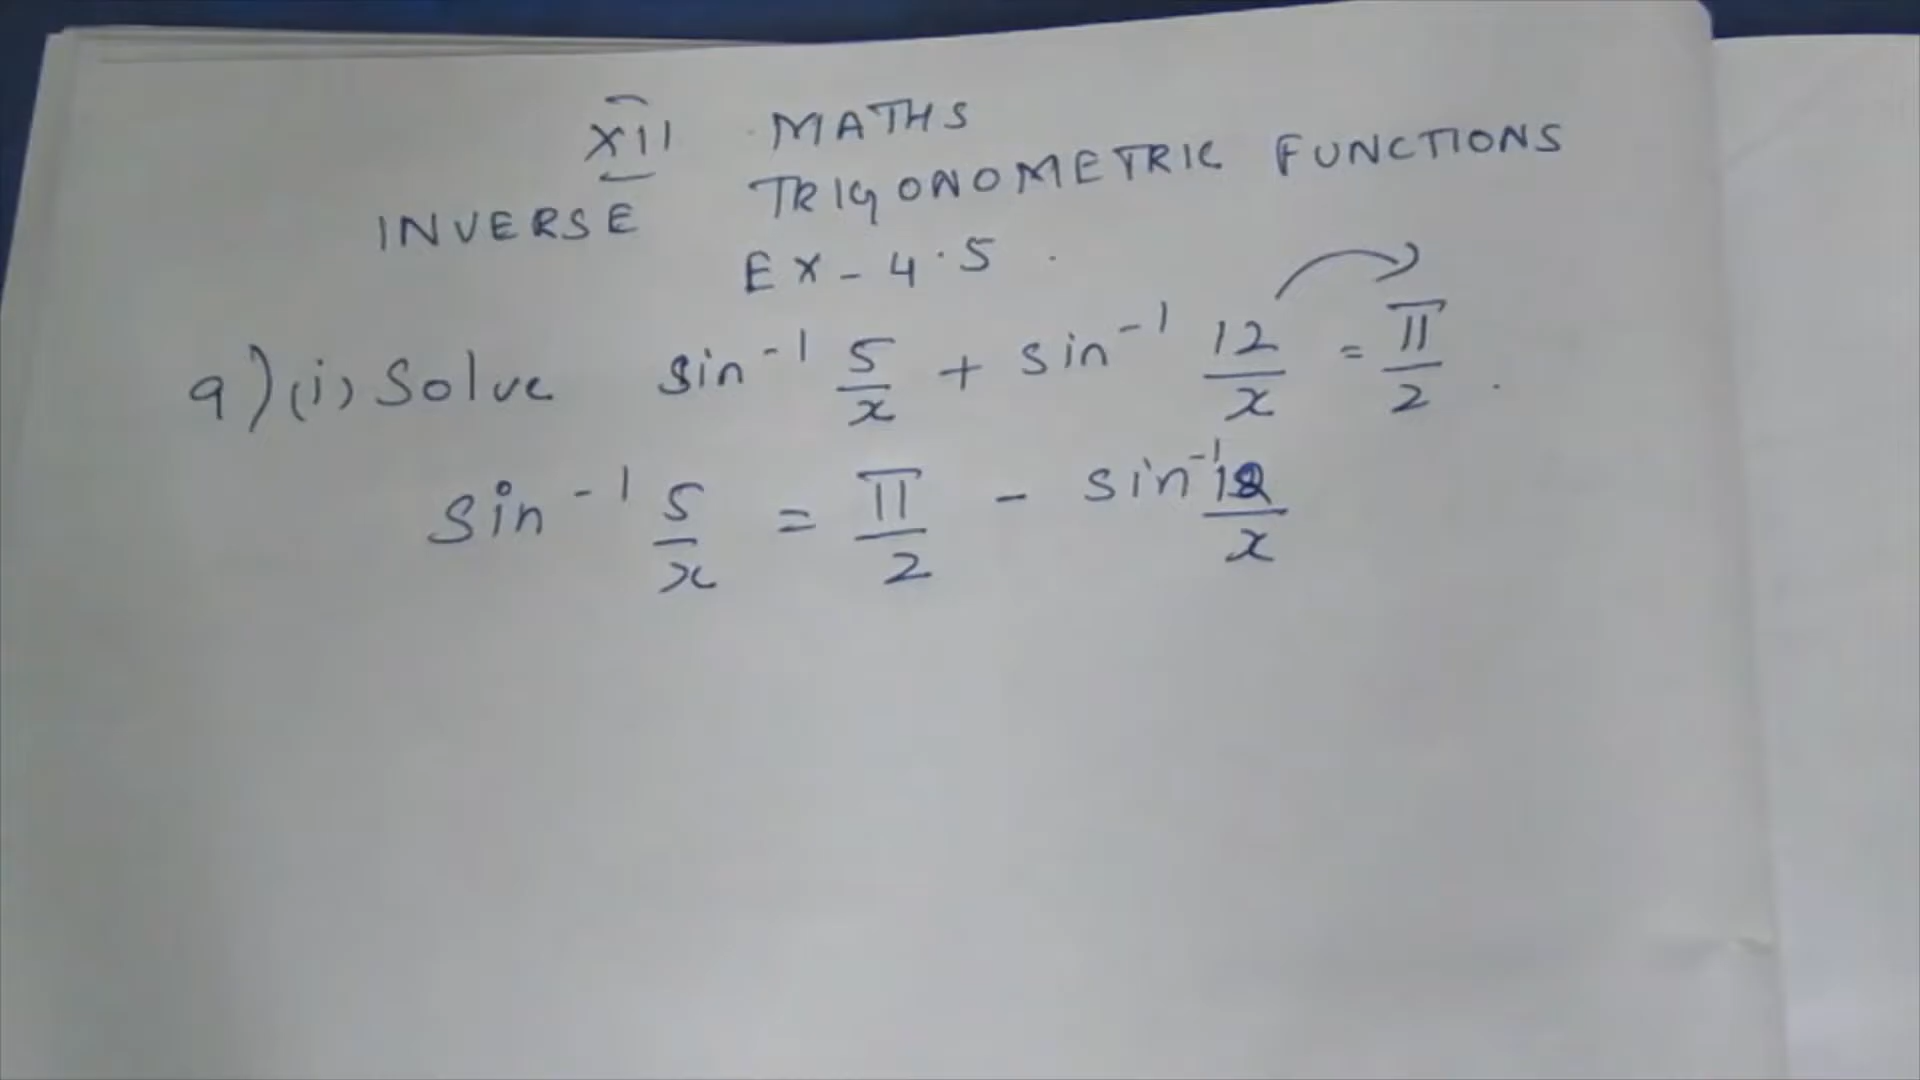 XII MATHS
INVERSE TRIGONOMETRIC FUNCTIONS
EX - 4.5.
9)(i) Solve sin⁻¹ 5/x + sin⁻¹ 12/x = π/2.
sin⁻¹ 5/x = π/2 - sin⁻¹ 12/x